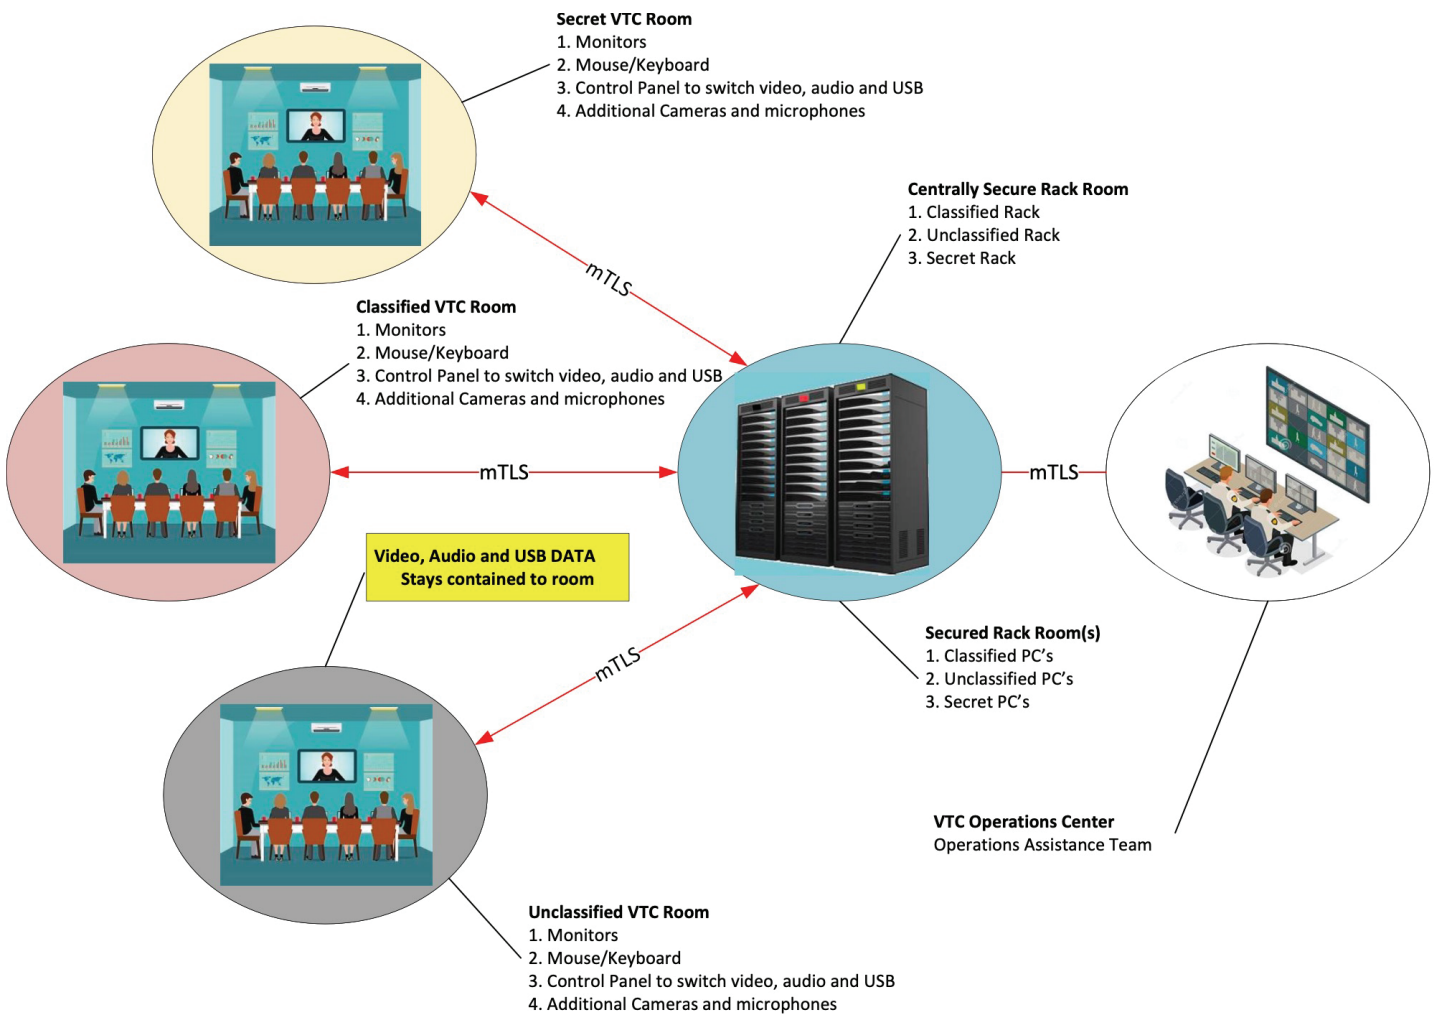 Secret VTC Room
1. Monitors
2. Mouse/Keyboard
3. Control Panel to switch video, audio and USB
4. Additional Cameras and microphones
Centrally Secure Rack Room
1. Classified Rack
2. Unclassified Rack
3. Secret Rack
mTLS
Classified VTC Room
1. Monitors
2. Mouse/Keyboard
3. Control Panel to switch video, audio and USB
4. Additional Cameras and microphones
mTLS
mTLS
Video, Audio and USB DATA
Stays contained to room
mTLS
Secured Rack Room(s)
1. Classified PC's
2. Unclassified PC's
3. Secret PC's
VTC Operations Center
Operations Assistance Team
Unclassified VTC Room
1. Monitors
2. Mouse/Keyboard
3. Control Panel to switch video, audio and USB
4. Additional Cameras and microphones